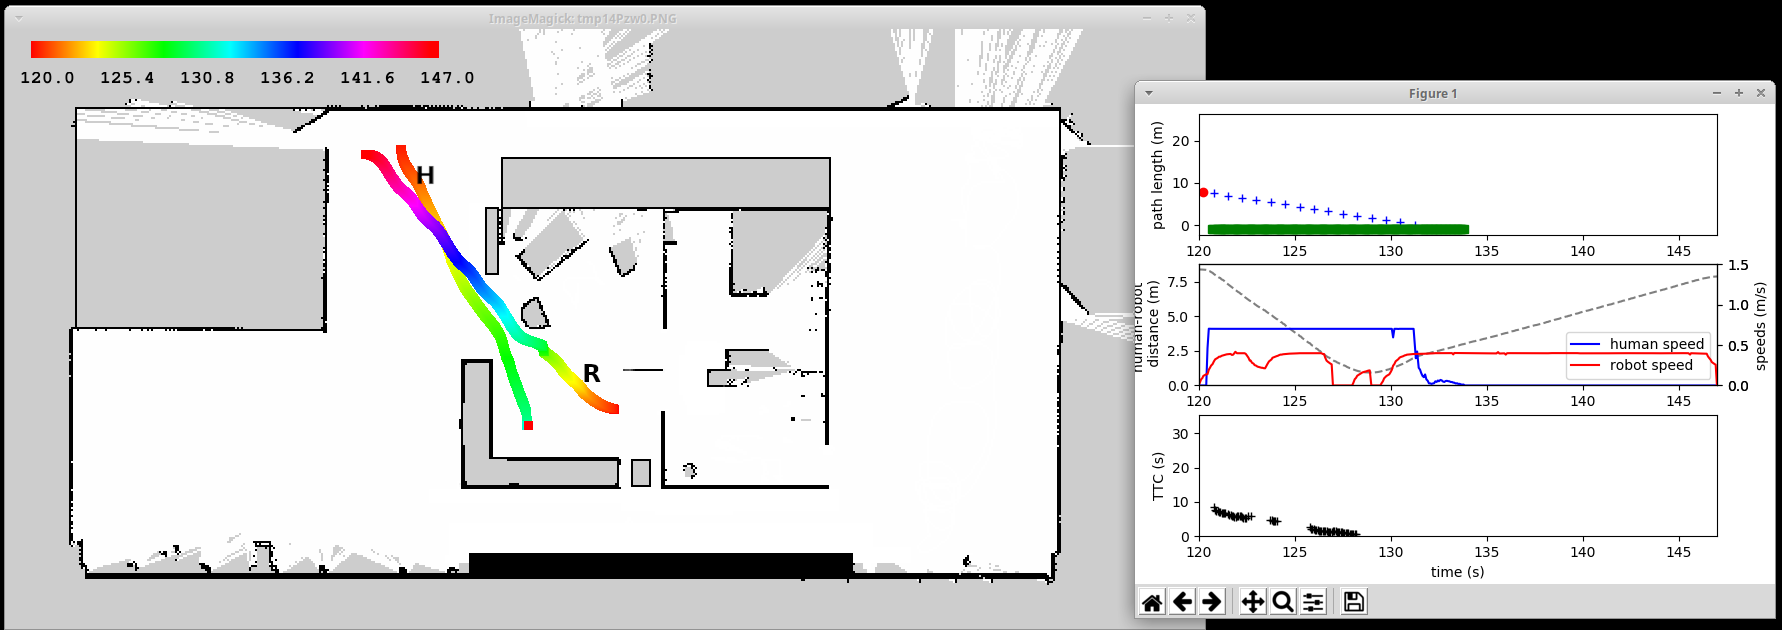 ImageMagick: tmp14Pzw0.PNG
120.0 125.4 130.8 136.2 141.6 147.0
H
R
Figure 1
path length (m)
20
10
0
120 125 130 135 140 145
human-robot
distance (m)
7.5
5.0
2.5
0.0
1.5
1.0
0.5
0.0
speeds (m/s)
human speed
robot speed
120 125 130 135 140 145
TTC (s)
30
20
10
0
120 125 130 135 140 145
time (s)